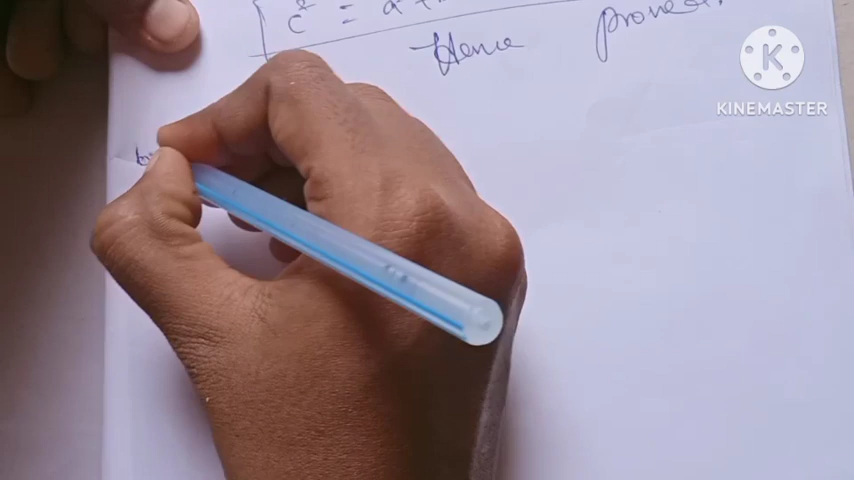 c² = a² +
Hence proved.
KINEMASTER